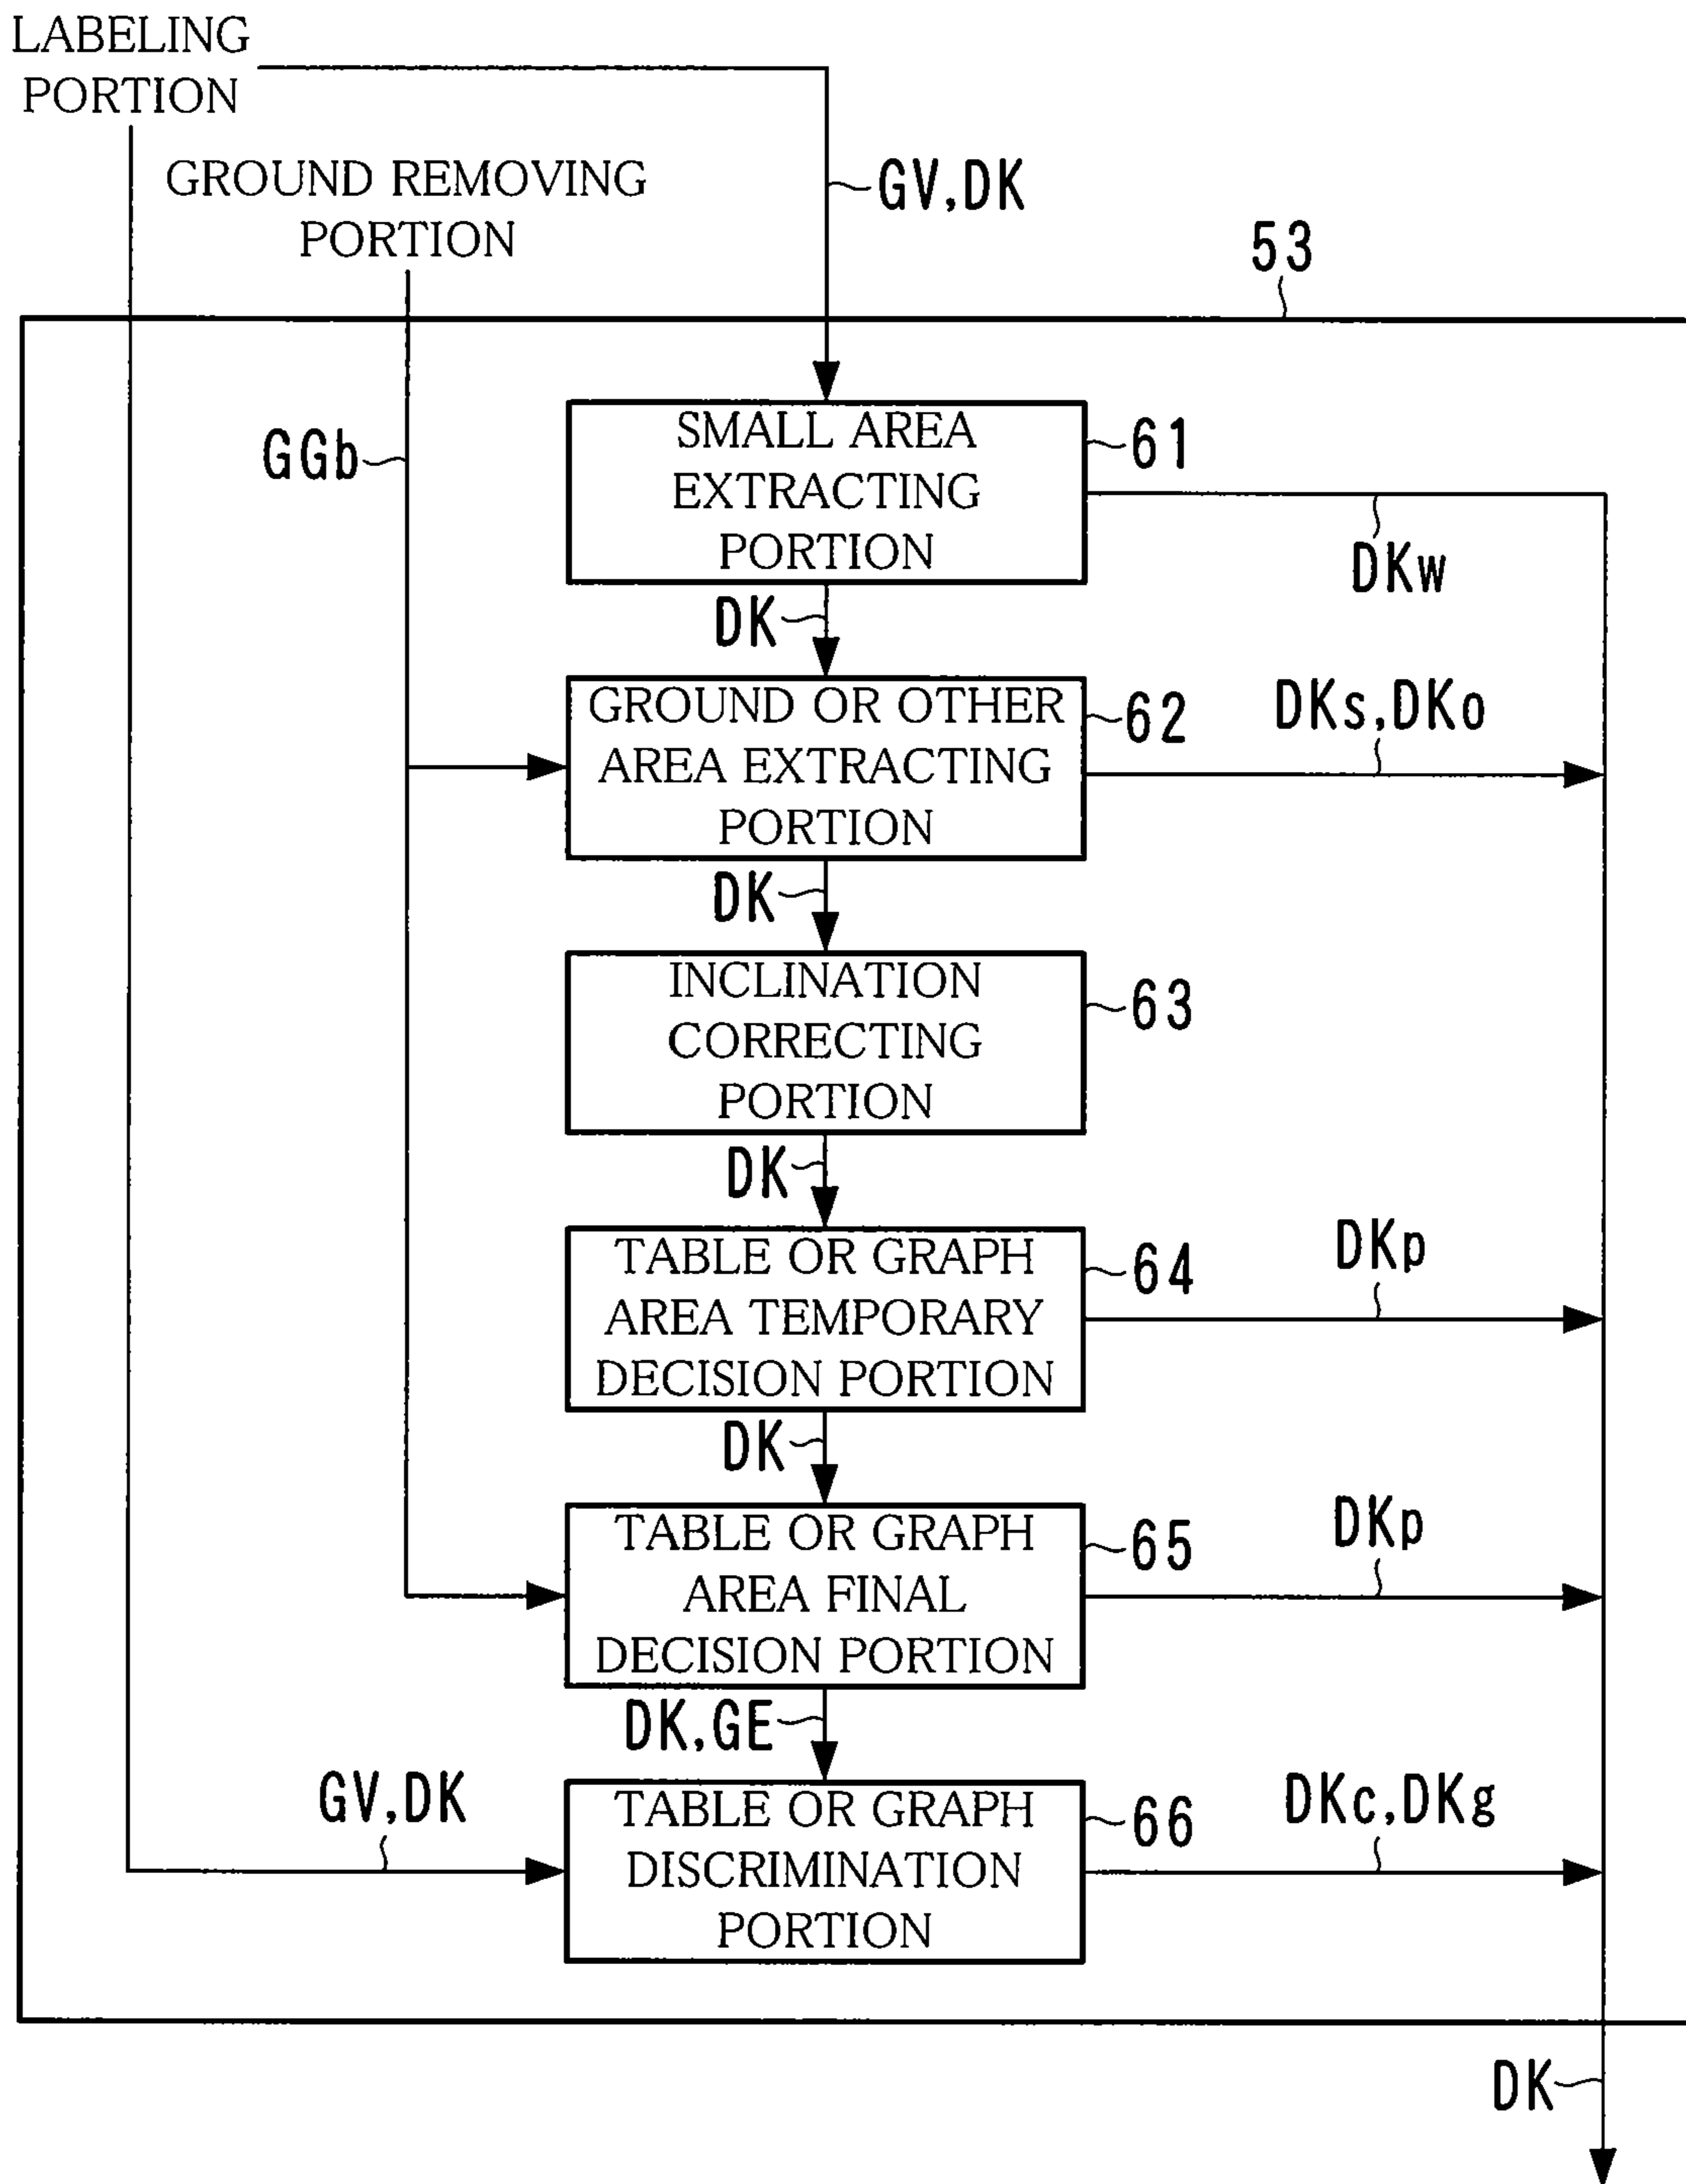 LABELING
PORTION
GROUND REMOVING
PORTION
GV,DK
53
GGb
SMALL AREA
EXTRACTING
PORTION
61
DKw
DK
GROUND OR OTHER
AREA EXTRACTING
PORTION
62
DKs,DKo
DK
INCLINATION
CORRECTING
PORTION
63
DK
TABLE OR GRAPH
AREA TEMPORARY
DECISION PORTION
64
DKp
DK
TABLE OR GRAPH
AREA FINAL
DECISION PORTION
65
DKp
DK,GE
GV,DK
TABLE OR GRAPH
DISCRIMINATION
PORTION
66
DKc,DKg
DK